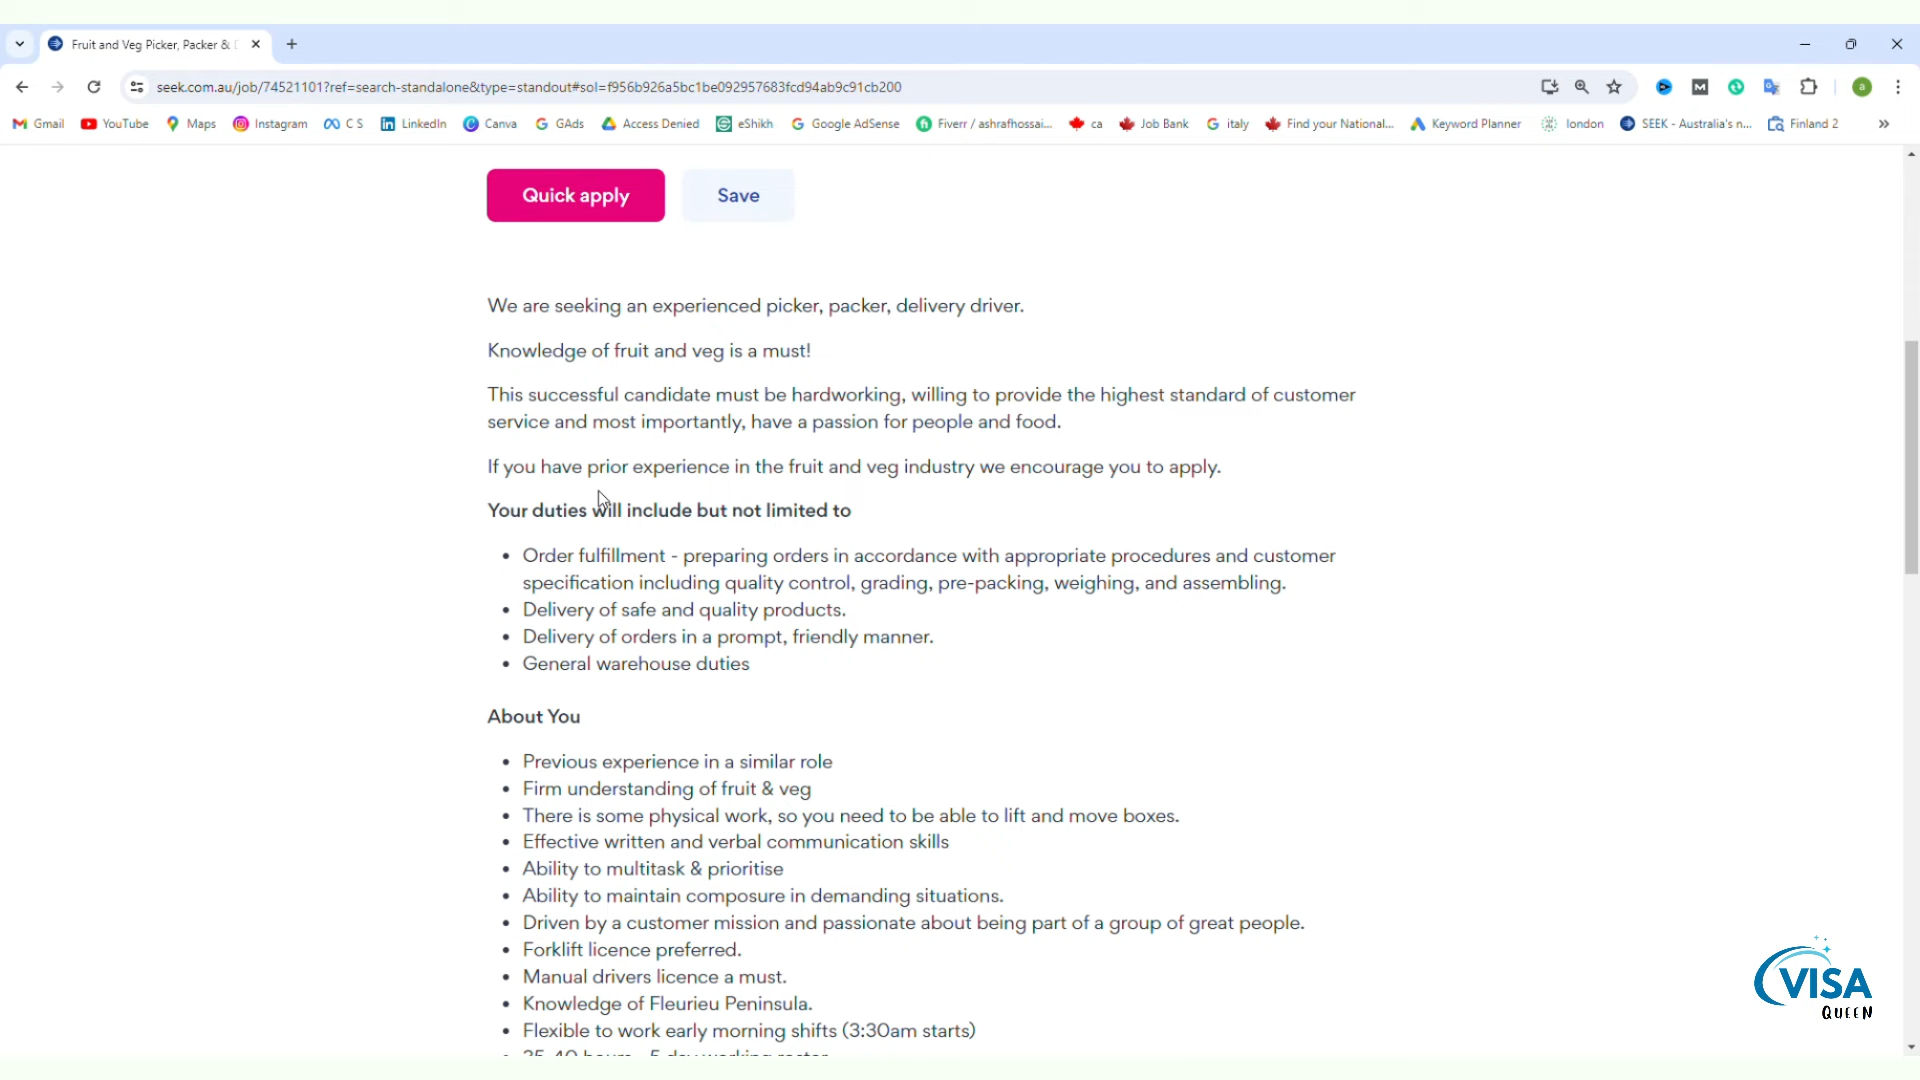 Fruit and Veg Picker, Packer &
seek.com.au/job/74521101?ref=search-standalone&type=standout#sol=f956b926a5bc1be092957683fcd94ab9c91cb200
Gmail YouTube Maps Instagram C S LinkedIn Canva GAds Access Denied eShikh Google AdSense Fiverr / ashrafhossai... ca Job Bank italy Find your National... Keyword Planner london SEEK - Australia's n... Finland 2
Quick apply Save
We are seeking an experienced picker, packer, delivery driver.
Knowledge of fruit and veg is a must!
This successful candidate must be hardworking, willing to provide the highest standard of customer
service and most importantly, have a passion for people and food.
If you have prior experience in the fruit and veg industry we encourage you to apply.
Your duties will include but not limited to
• Order fulfillment - preparing orders in accordance with appropriate procedures and customer
specification including quality control, grading, pre-packing, weighing, and assembling.
• Delivery of safe and quality products.
• Delivery of orders in a prompt, friendly manner.
• General warehouse duties
About You
• Previous experience in a similar role
• Firm understanding of fruit & veg
• There is some physical work, so you need to be able to lift and move boxes.
• Effective written and verbal communication skills
• Ability to multitask & prioritise
• Ability to maintain composure in demanding situations.
• Driven by a customer mission and passionate about being part of a group of great people.
• Forklift licence preferred.
• Manual drivers licence a must.
• Knowledge of Fleurieu Peninsula.
• Flexible to work early morning shifts (3:30am starts)
• 35-40 hours - 5 day working roster
VISA
QUEEN